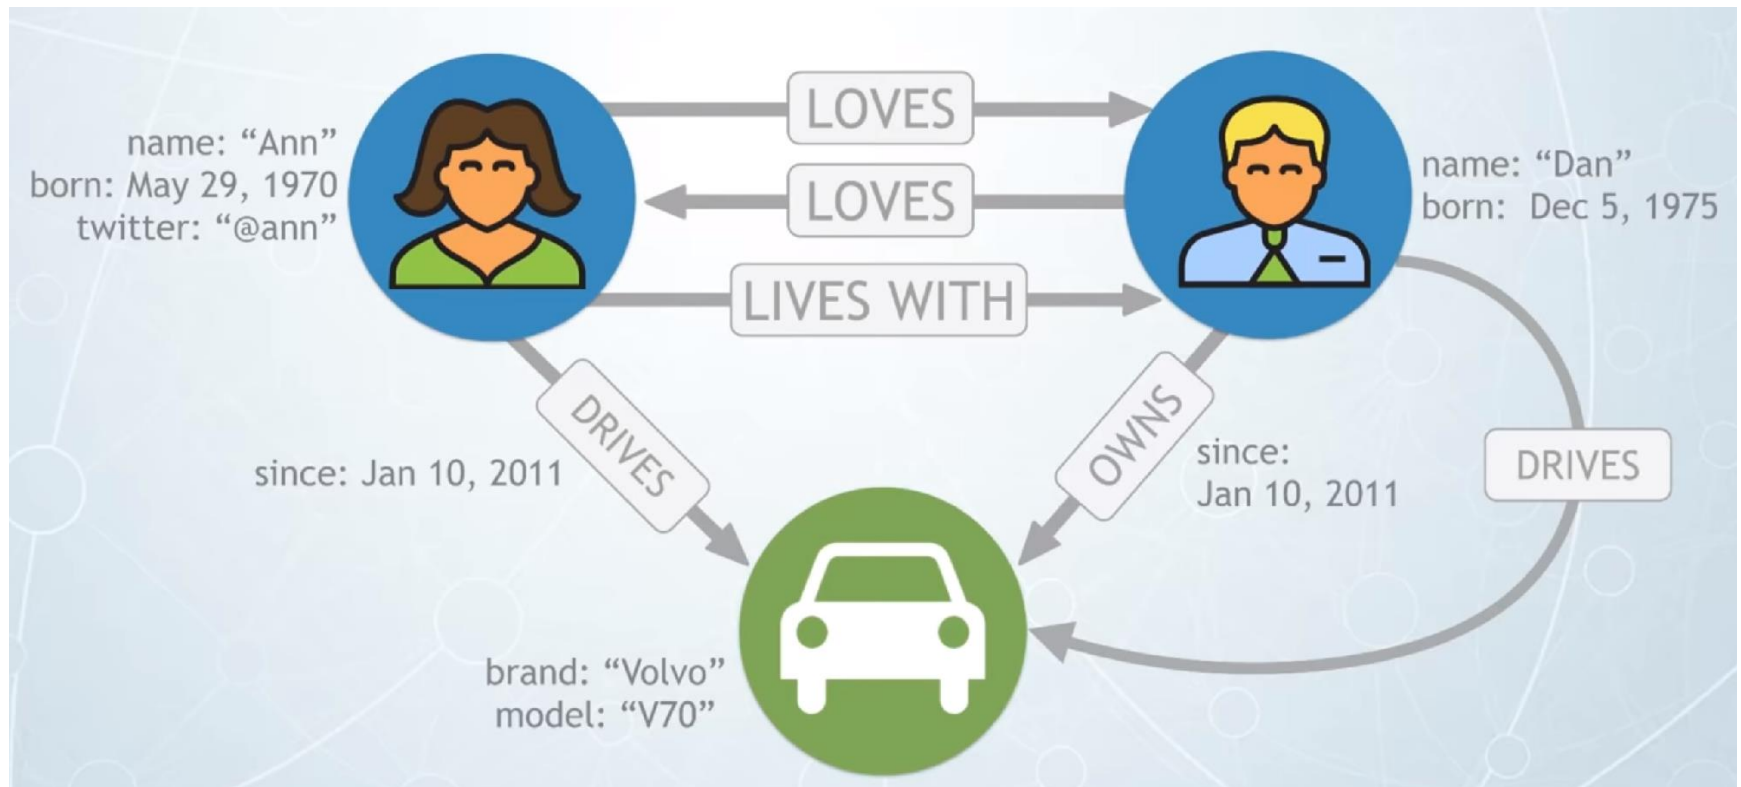 LOVES
name: “Ann”
born: May 29, 1970
twitter: “@ann”
name: “Dan”
born: Dec 5, 1975
LOVES
LIVES WITH
DRIVES
since: Jan 10, 2011
OWNS
since:
Jan 10, 2011
DRIVES
brand: “Volvo”
model: “V70”